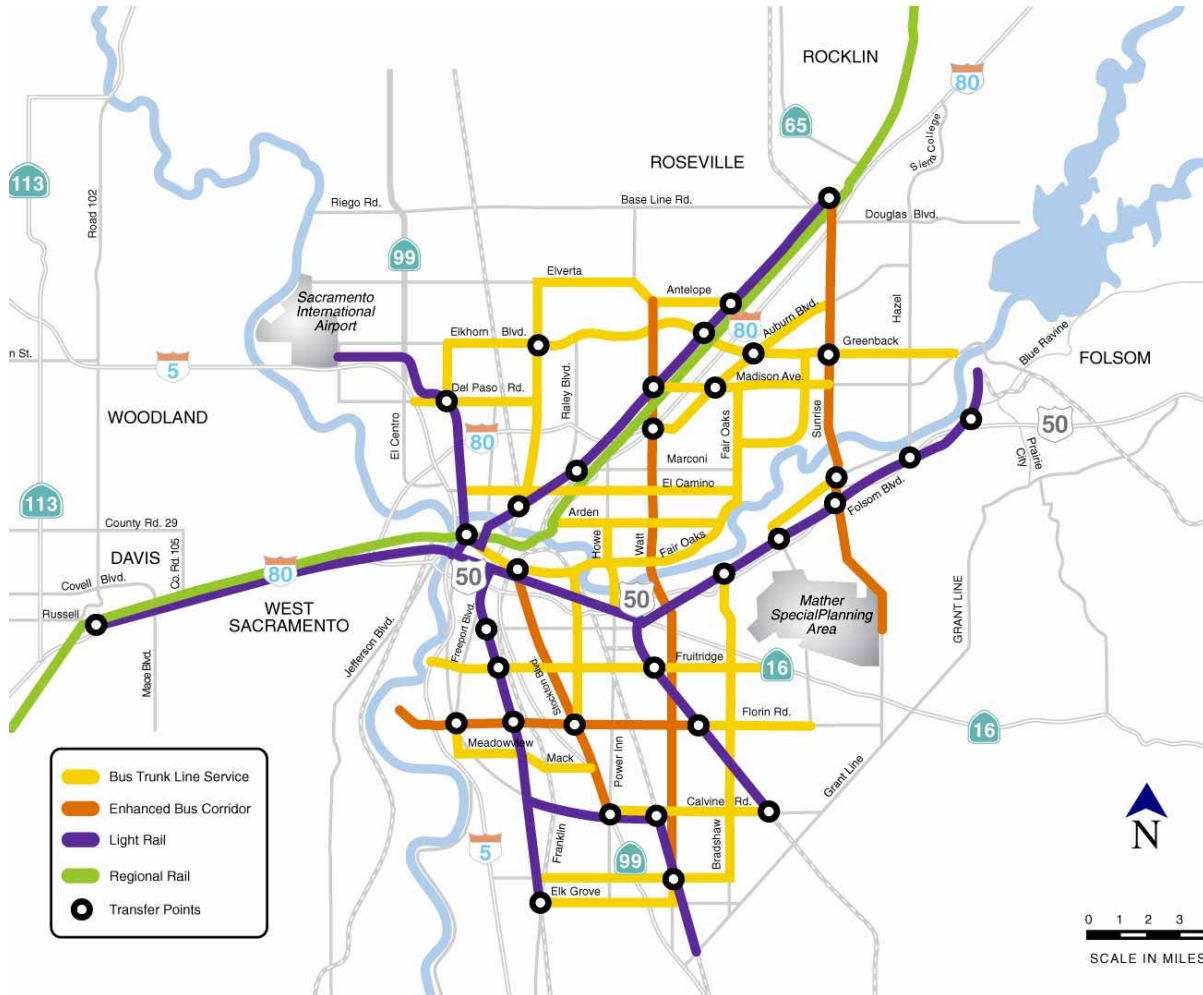 ROCKLIN
80
65
Sierra College
113
Road 102
ROSEVILLE
Riego Rd.
Base Line Rd.
Douglas Blvd.
99
Elverta
Antelope
Sacramento
International
Airport
Elkhorn Blvd.
80
Auburn Blvd.
Hazel
Greenback
Blue Ravine
FOLSOM
n St.
5
Raley Blvd.
Madison Ave.
Del Paso Rd.
WOODLAND
El Centro
80
Fair Oaks
Sunrise
50
Prairie
City
Marconi
El Camino
Folsom Blvd.
113
County Rd. 29
Arden
Howe
Watt
Fair Oaks
DAVIS
Co. Rd. 105
80
Covell Blvd.
50
50
Russell
WEST
SACRAMENTO
Mather
SpecialPlanning
Area
GRANT LINE
Jefferson Blvd.
Freeport Blvd.
Mace Blvd.
Stockton Blvd.
Fruitridge
16
Florin Rd.
16
Meadowview
Mack
Power Inn
Grant Line
Calvine Rd.
Franklin
5
99
Bradshaw
Elk Grove
Bus Trunk Line Service
Enhanced Bus Corridor
Light Rail
Regional Rail
Transfer Points
N
0 1 2 3
SCALE IN MILES